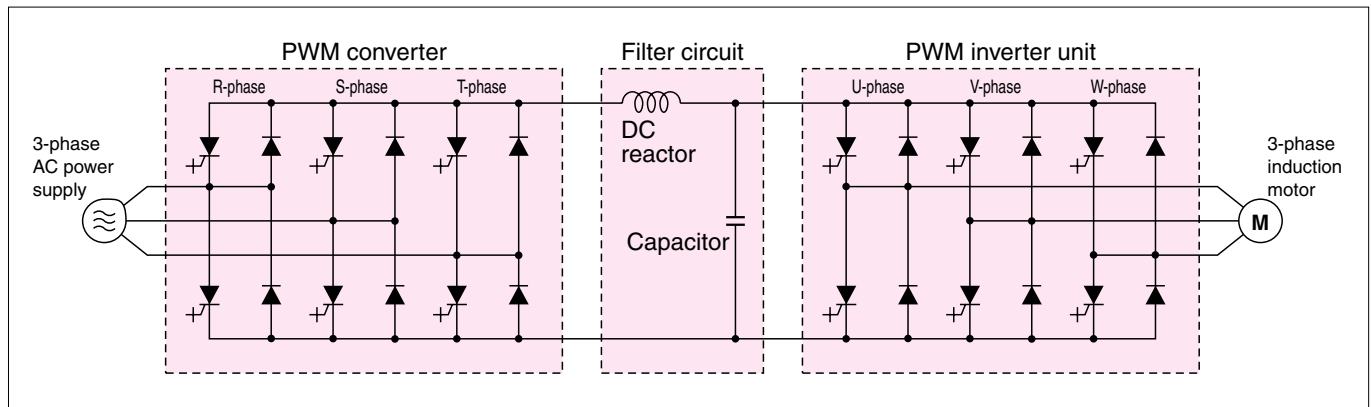 PWM converter
Filter circuit
PWM inverter unit
R-phase
S-phase
T-phase
U-phase
V-phase
W-phase
3-phase
AC power
supply
DC
reactor
Capacitor
3-phase
induction
motor
M